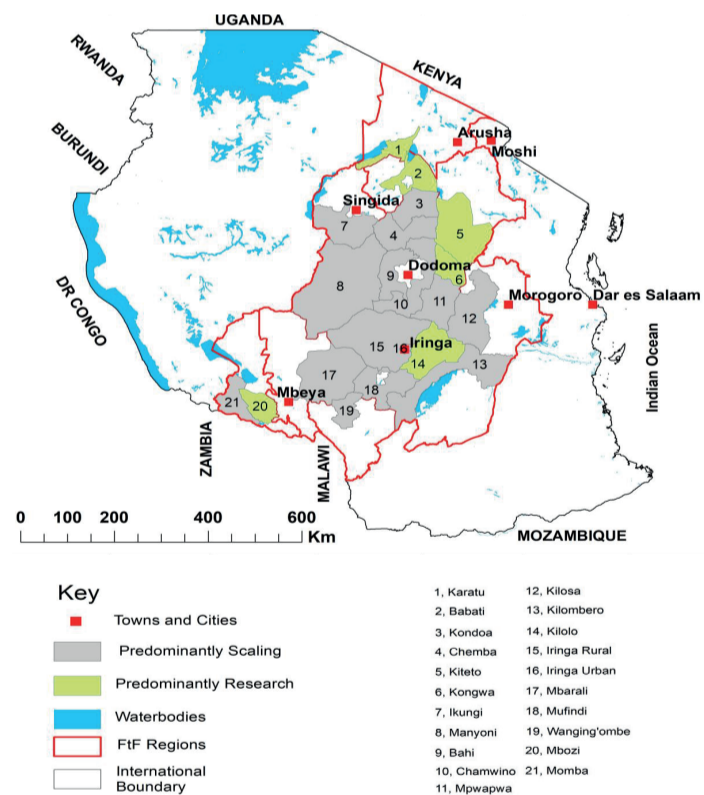 UGANDA
RWANDA
KENYA
BURUNDI
Arusha
Moshi
1
2
Singida
3
7
4
5
Dodoma
9
6
8
10
11
Morogoro
Dar es Salaam
12
Iringa
15
16
14
13
DR CONGO
Indian Ocean
17
18
Mbeya
21
20
19
ZAMBIA
MALAWI
0 100 200 400 600
Km
MOZAMBIQUE
Key
Towns and Cities
Predominantly Scaling
Predominantly Research
Waterbodies
FtF Regions
International
Boundary
1, Karatu
2, Babati
3, Kondoa
4, Chemba
5, Kiteto
6, Kongwa
7, Ikungi
8, Manyoni
9, Bahi
10, Chamwino
11, Mpwapwa
12, Kilosa
13, Kilombero
14, Kilolo
15, Iringa Rural
16, Iringa Urban
17, Mbarali
18, Mufindi
19, Wanging'ombe
20, Mbozi
21, Momba